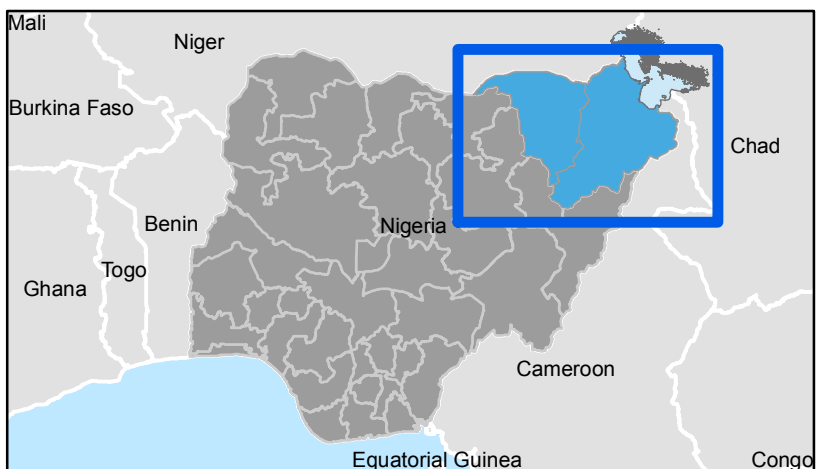 Mali
Niger
Burkina Faso
Chad
Benin
Nigeria
Togo
Ghana
Cameroon
Equatorial Guinea
Congo